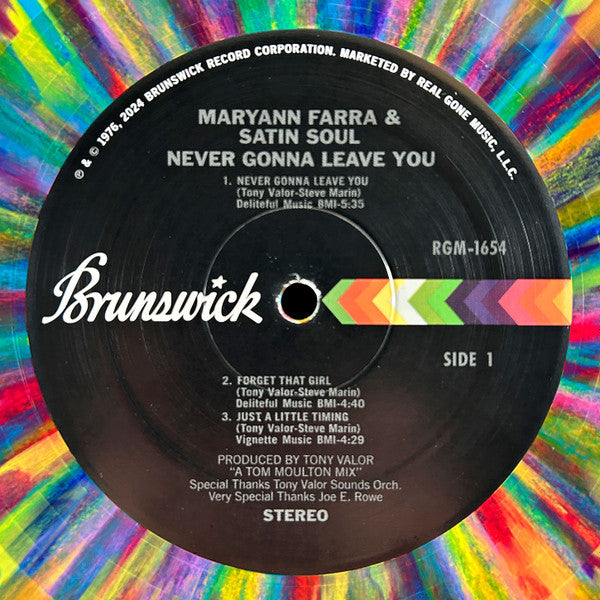 ℗ & © 1976, 2024 BRUNSWICK RECORD CORPORATION. MARKETED BY REAL GONE MUSIC, L.L.C.
MARYANN FARRA &
SATIN SOUL
NEVER GONNA LEAVE YOU
1. NEVER GONNA LEAVE YOU
(Tony Valor-Steve Marin)
Deliteful Music BMI-5:35
RGM-1654
Brunswick
SIDE 1
2. FORGET THAT GIRL
(Tony Valor-Steve Marin)
Deliteful Music BMI-4:40
3. JUST A LITTLE TIMING
(Tony Valor-Steve Marin)
Vignette Music BMI-4:29
PRODUCED BY TONY VALOR
"A TOM MOULTON MIX"
Special Thanks Tony Valor Sounds Orch.
Very Special Thanks Joe E. Rowe
STEREO